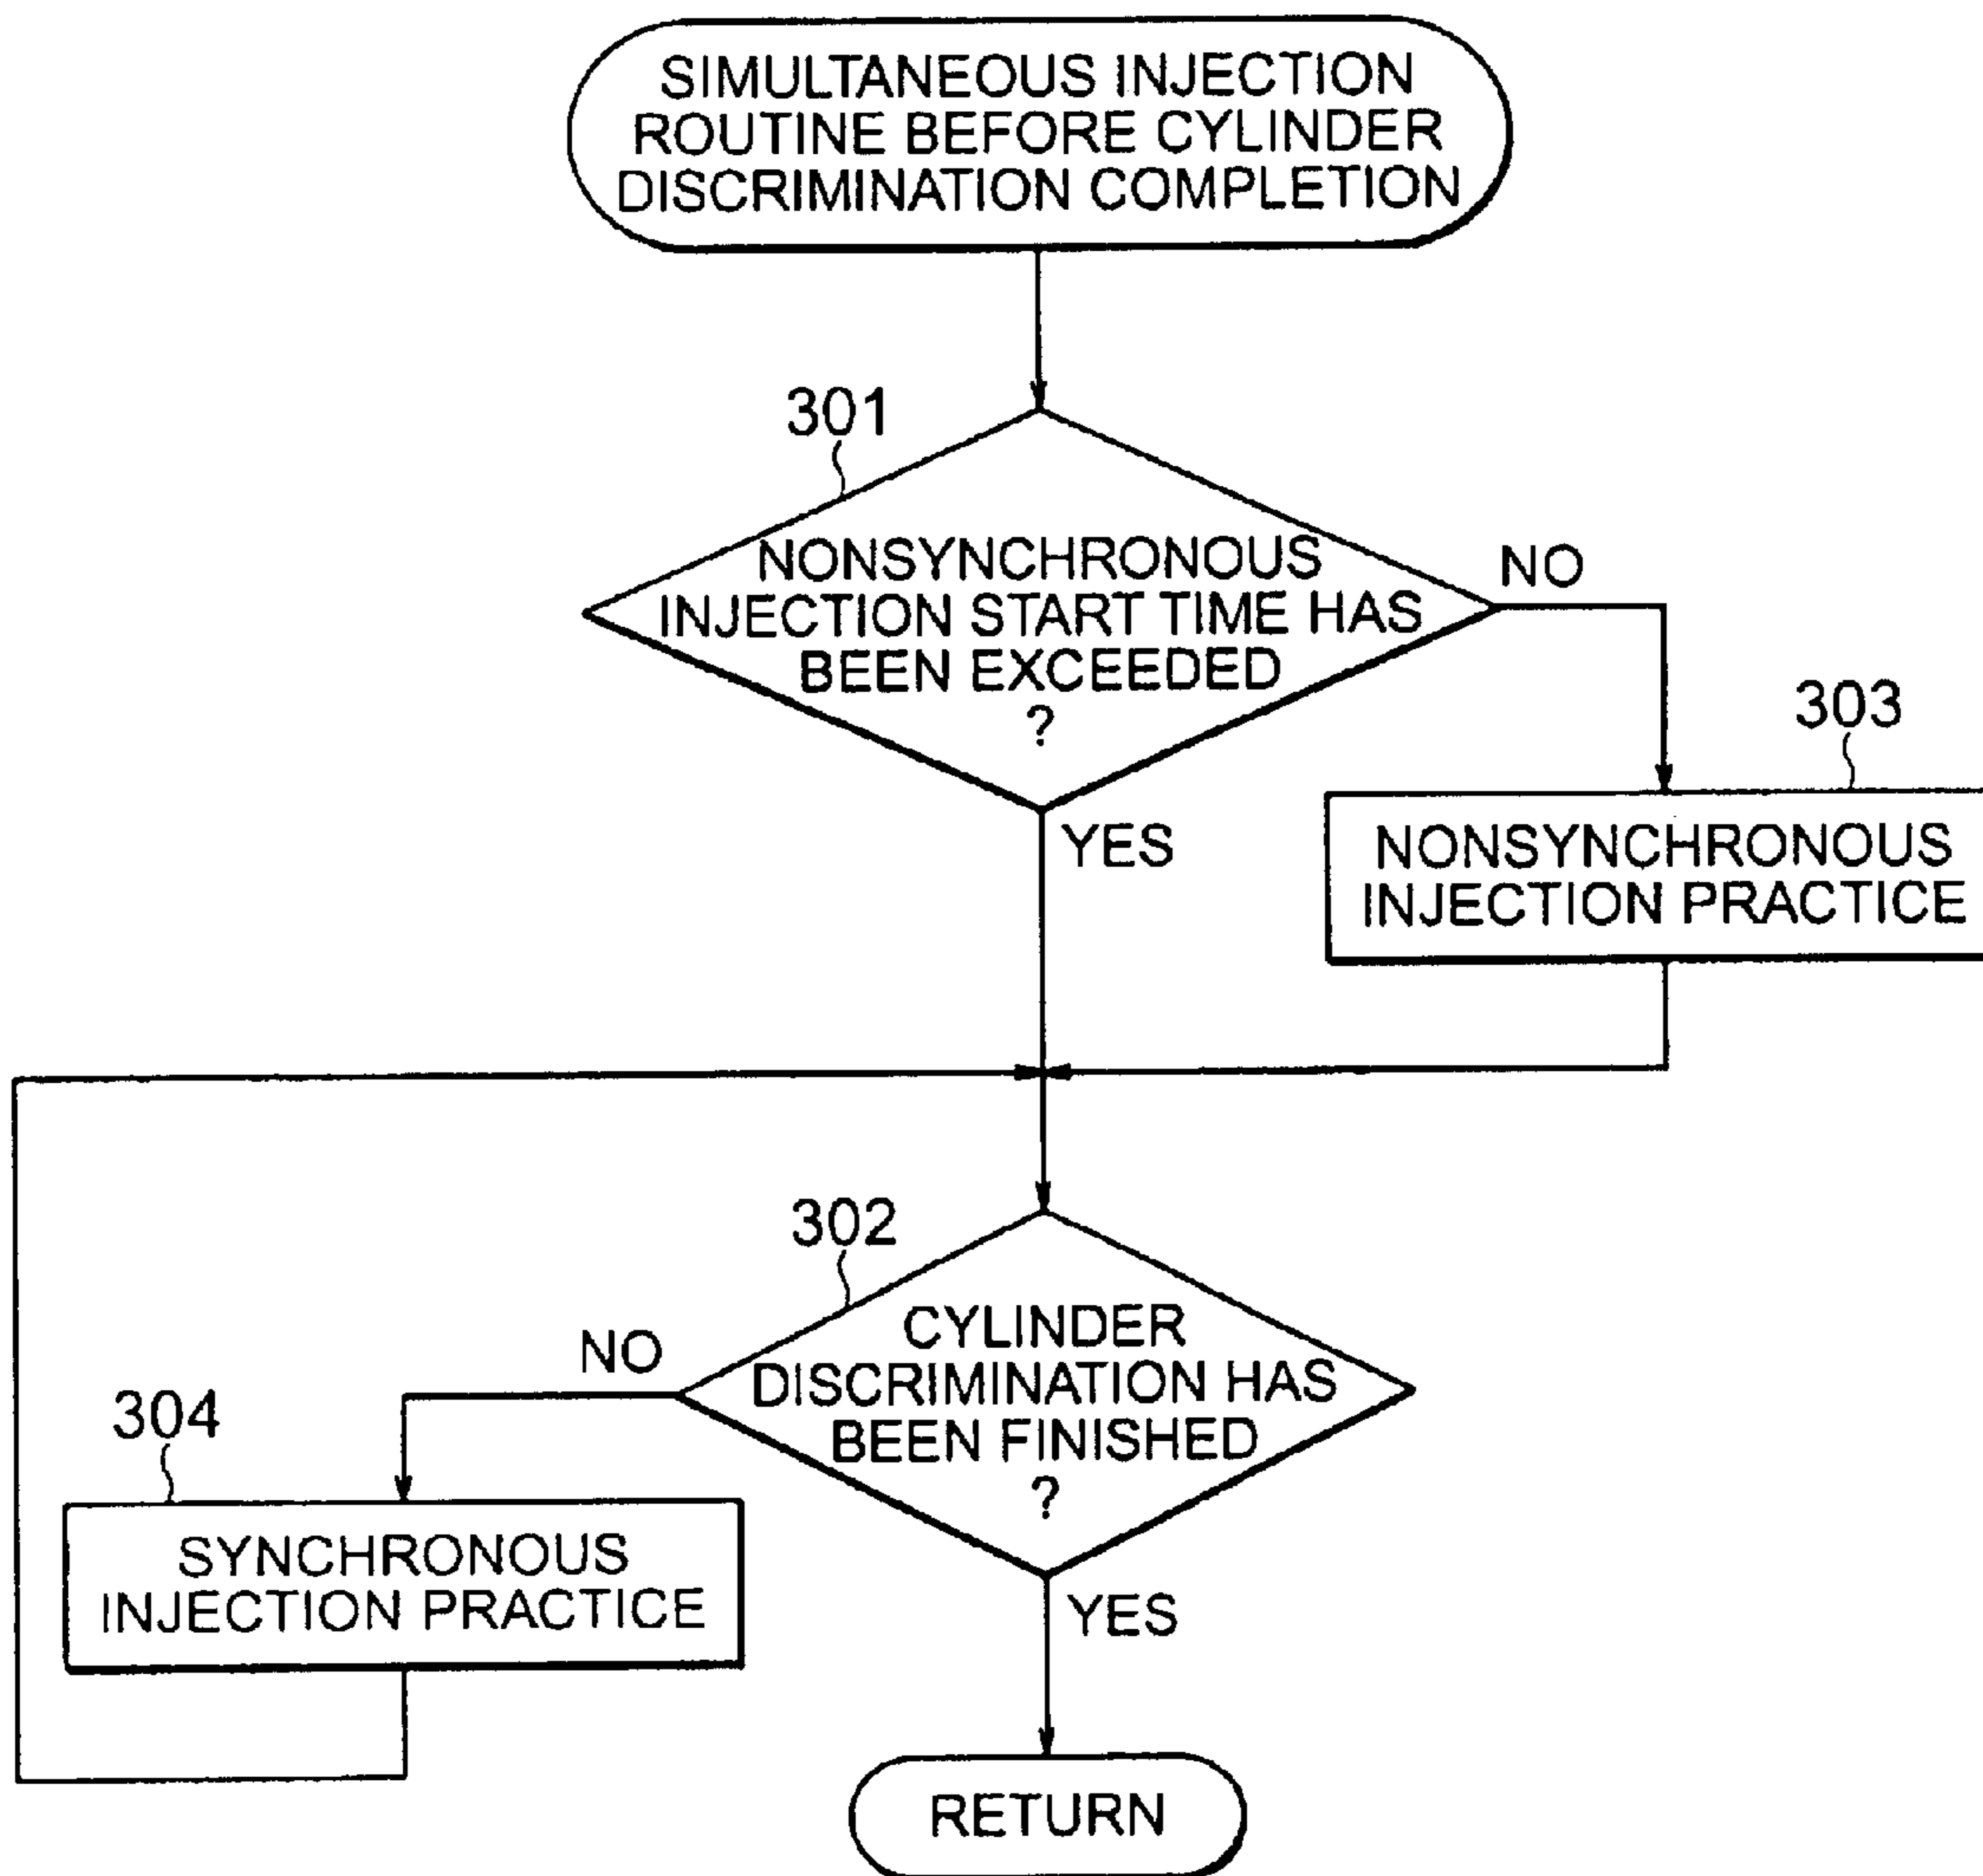 SIMULTANEOUS INJECTION
ROUTINE BEFORE CYLINDER
DISCRIMINATION COMPLETION
301
NONSYNCHRONOUS
INJECTION START TIME HAS
BEEN EXCEEDED
?
NO
YES
303
NONSYNCHRONOUS
INJECTION PRACTICE
302
CYLINDER
DISCRIMINATION HAS
BEEN FINISHED
?
NO
304
SYNCHRONOUS
INJECTION PRACTICE
YES
RETURN